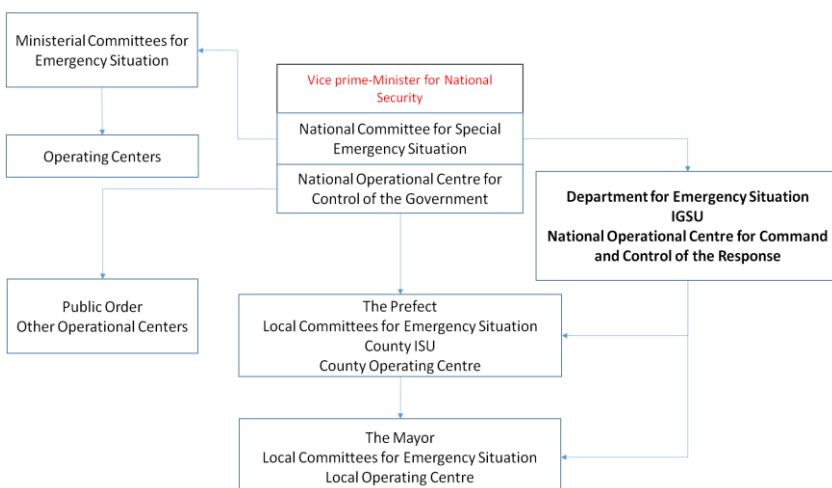 Ministerial Committees for
Emergency Situation
Vice prime-Minister for National
Security
National Committee for Special
Emergency Situation
Operating Centers
National Operational Centre for
Control of the Government
Department for Emergency Situation
IGSU
National Operational Centre for Command
and Control of the Response
Public Order
Other Operational Centers
The Prefect
Local Committees for Emergency Situation
County ISU
County Operating Centre
The Mayor
Local Committees for Emergency Situation
Local Operating Centre